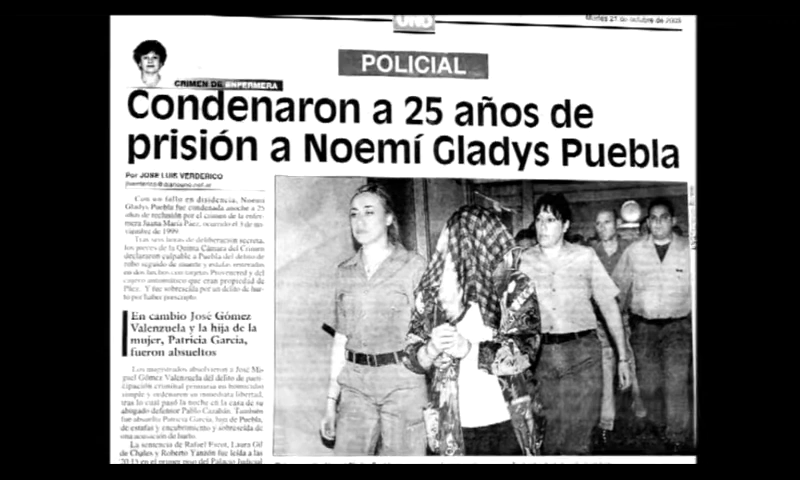 UNO
Martes 21 de octubre de 2003
POLICIAL
CRIMEN DE ENFERMERA
Condenaron a 25 años de
prisión a Noemí Gladys Puebla
Por JOSE LUIS VERDERICO
jverderico@diariouno.net.ar
Con un fallo en disidencia, Noemí
Gladys Puebla fue condenada anoche a 25
años de reclusión por el crimen de la enfer-
mera Juana María Páez, ocurrido el 3 de no-
viembre de 1999
Tras seis horas de deliberación secreta,
los jueces de la Quinta Cámara del Crimen
declararon culpable a Puebla del delito de
robo seguido de muerte y estafas reiteradas
en dos hechos con tarjetas Provencred y del
cajero automático que eran propiedad de
Páez. Y fue sobreseída por un delito de hur-
to por haber prescripto
En cambio José Gómez
Valenzuela y la hija de la
mujer, Patricia García,
fueron absueltos
Los magistrados absolvieron a José Mi-
guel Gómez Valenzuela del delito de parti-
cipación criminal primaria en homicidio
simple y ordenaron su inmediata libertad,
tras lo cual pasó la noche en la casa de su
abogado defensor Pablo Cazabán. También
fue absuelta Patricia García, hija de Puebla,
de estafas y encubrimiento y sobreseída de
una acusación de hurto.
La sentencia de Rafael Escot, Laura Gil
de Chales y Roberto Yanzón fue leída a las
20.15 en el primer piso del Palacio Judicial